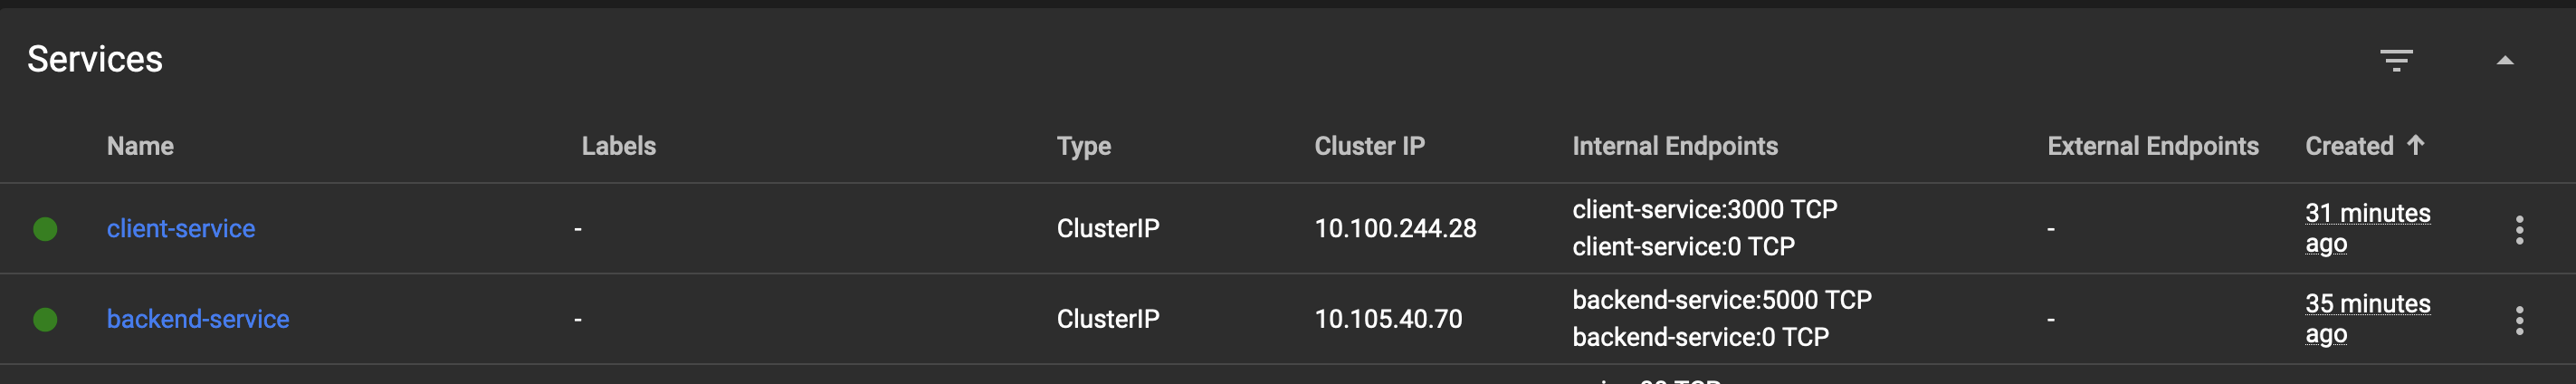 Services
Name Labels Type Cluster IP Internal Endpoints External Endpoints Created ↑
client-service - ClusterIP 10.100.244.28 client-service:3000 TCP - 31 minutes
client-service:0 TCP ago
backend-service - ClusterIP 10.105.40.70 backend-service:5000 TCP - 35 minutes
backend-service:0 TCP ago